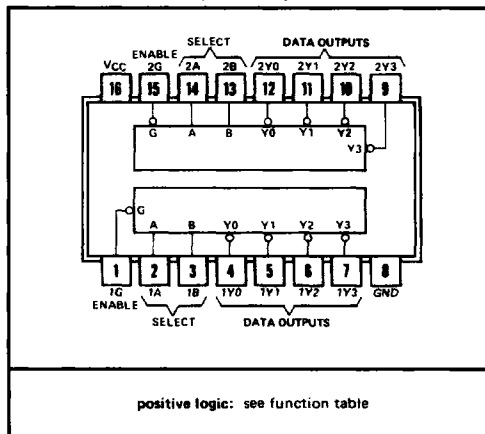 SELECT DATA OUTPUTS
ENABLE
VCC 2G 2A 2B 2Y0 2Y1 2Y2 2Y3
16 15 14 13 12 11 10 9
G A B Y0 Y1 Y2
Y3
G
A B Y0 Y1 Y2 Y3
1 2 3 4 5 6 7 8
1G 1A 1B 1Y0 1Y1 1Y2 1Y3 GND
ENABLE
SELECT DATA OUTPUTS
positive logic: see function table